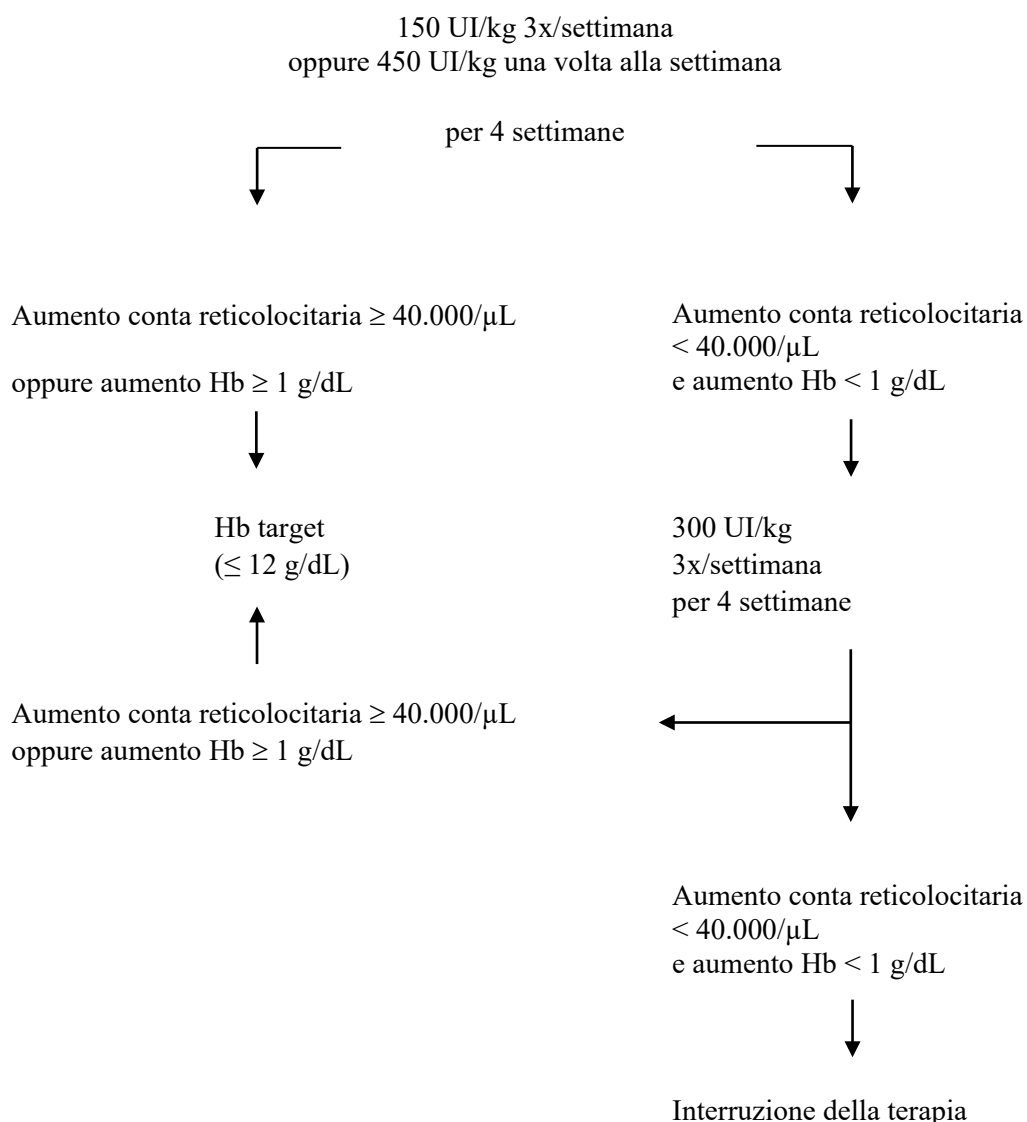 150 UI/kg 3x/settimana
oppure 450 UI/kg una volta alla settimana
per 4 settimane
Aumento conta reticolocitaria ≥ 40.000/µL
oppure aumento Hb ≥ 1 g/dL
Aumento conta reticolocitaria
< 40.000/µL
e aumento Hb < 1 g/dL
Hb target
(≤ 12 g/dL)
300 UI/kg
3x/settimana
per 4 settimane
Aumento conta reticolocitaria ≥ 40.000/µL
oppure aumento Hb ≥ 1 g/dL
Aumento conta reticolocitaria
< 40.000/µL
e aumento Hb < 1 g/dL
Interruzione della terapia